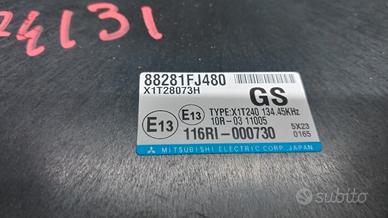 24131
88281FJ480
X1T28073H
GS
E13
E13
TYPE:X1T240 134.45KHz
10R-03 11005
116RI-000730
5X23
0165
MITSUBISHI ELECTRIC CORP. JAPAN
subito